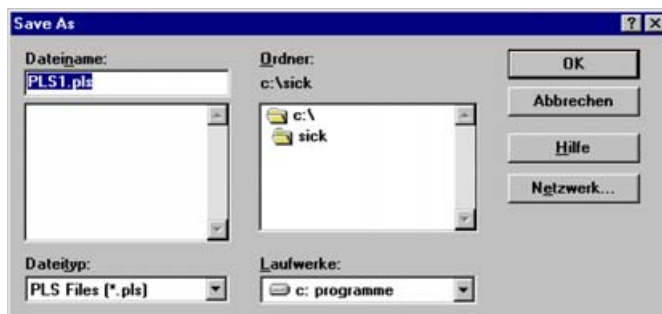 Save As
Dateiname:
PLS1.pls
Ordner:
c:\sick
c:\
sick
OK
Abbrechen
Hilfe
Netzwerk...
Dateityp:
PLS Files (*.pls)
Laufwerke:
c: programme